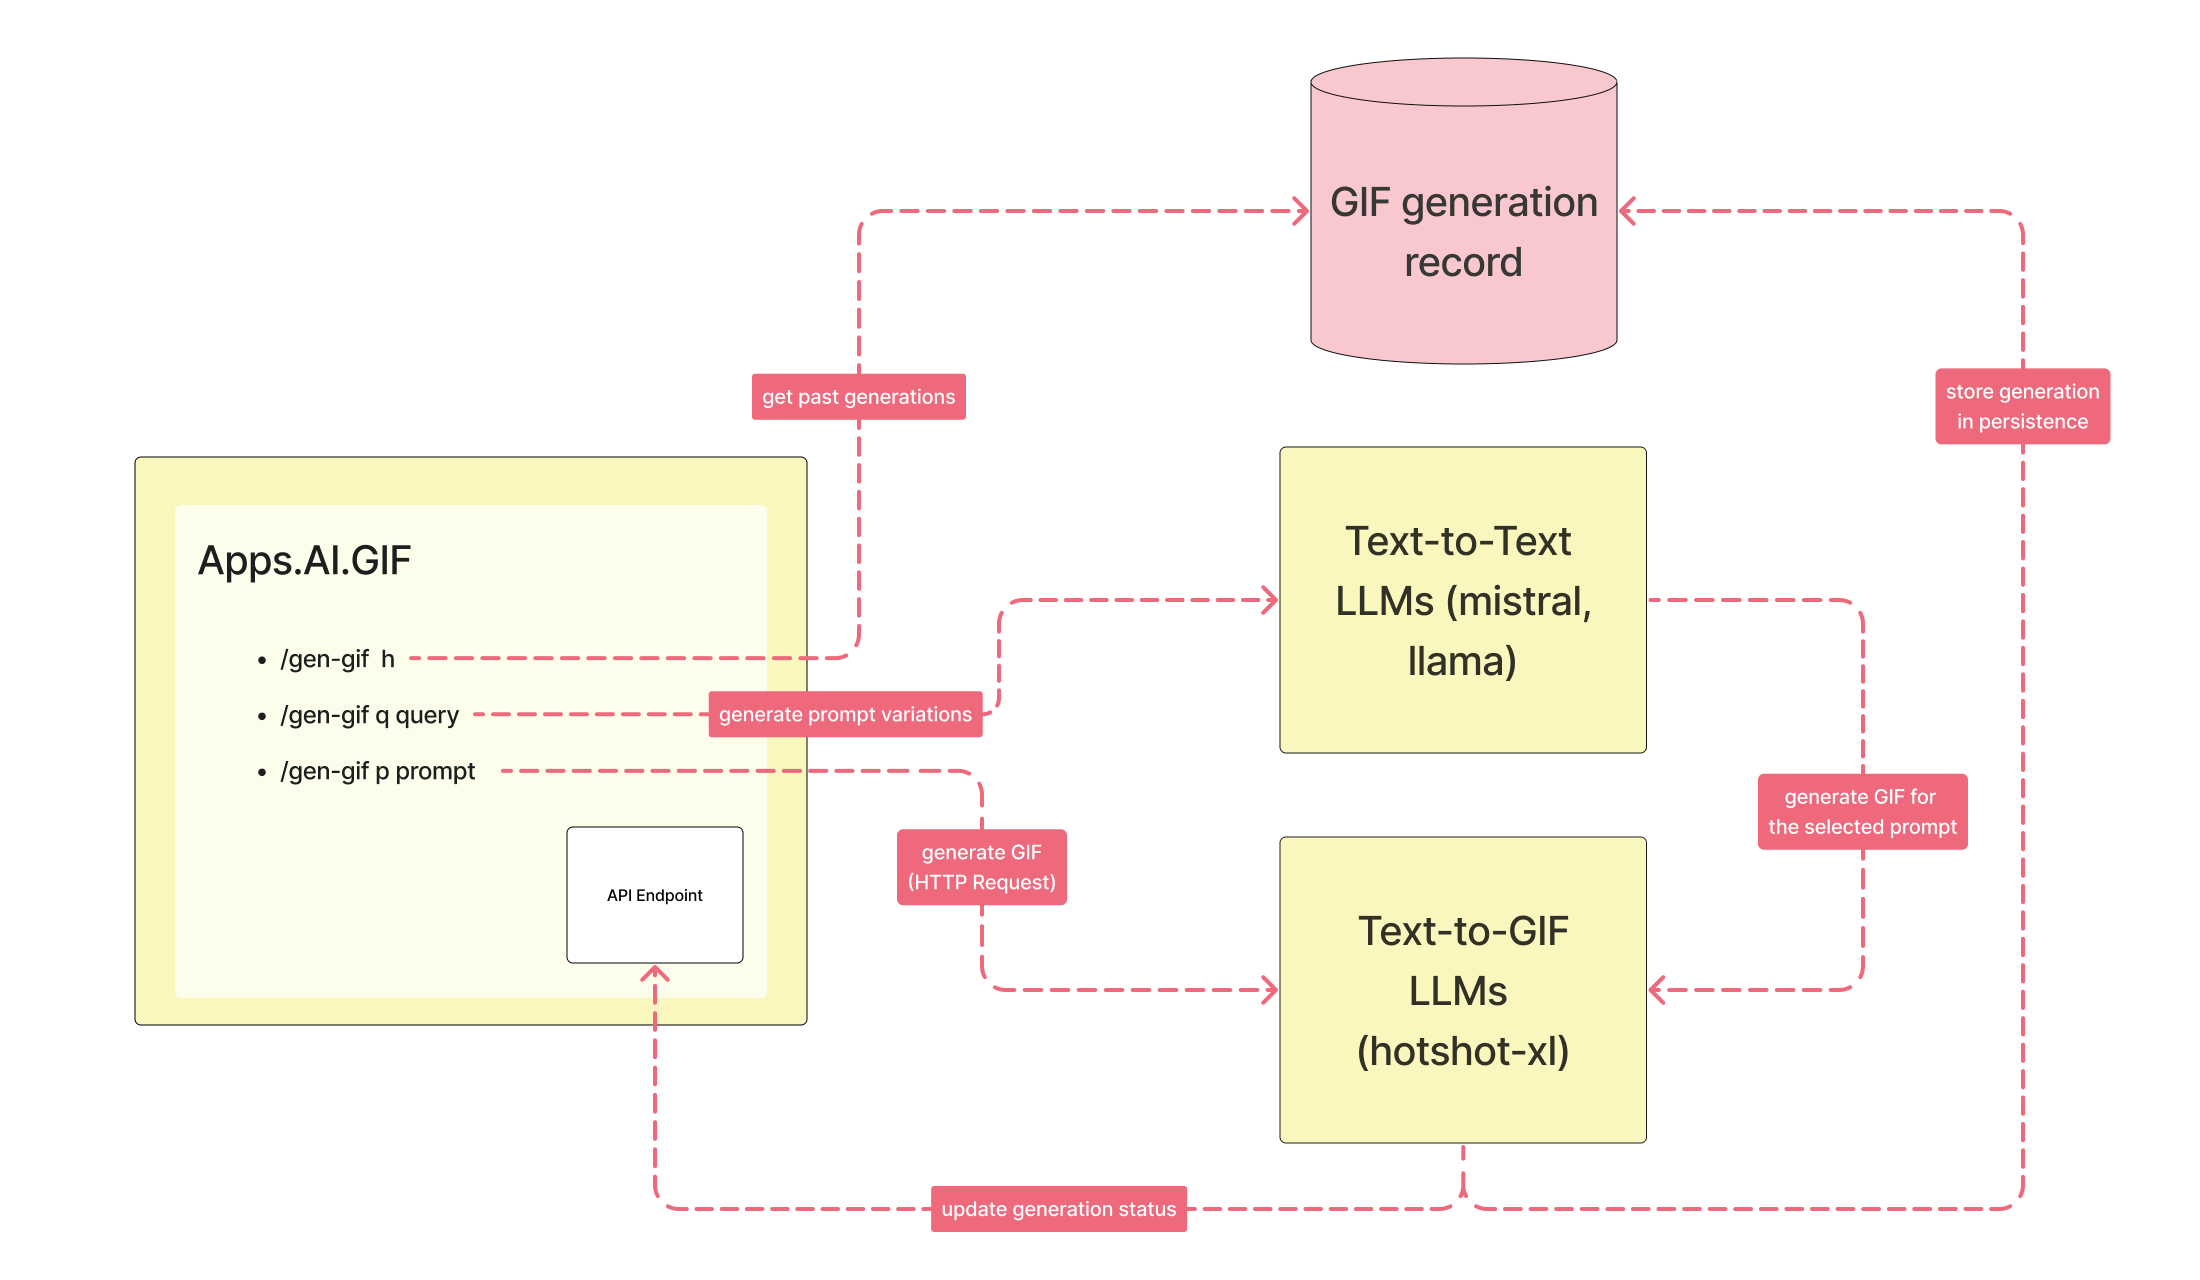 GIF generation
record
get past generations
store generation
in persistence
Apps.AI.GIF
• /gen-gif h
• /gen-gif q query
• /gen-gif p prompt
generate prompt variations
Text-to-Text
LLMs (mistral,
llama)
generate GIF
(HTTP Request)
generate GIF for
the selected prompt
API Endpoint
Text-to-GIF
LLMs
(hotshot-xl)
update generation status